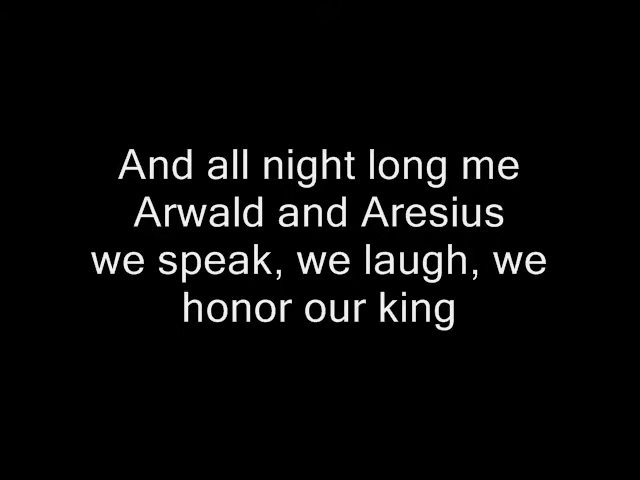 And all night long me
Arwald and Aresius
we speak, we laugh, we
honor our king